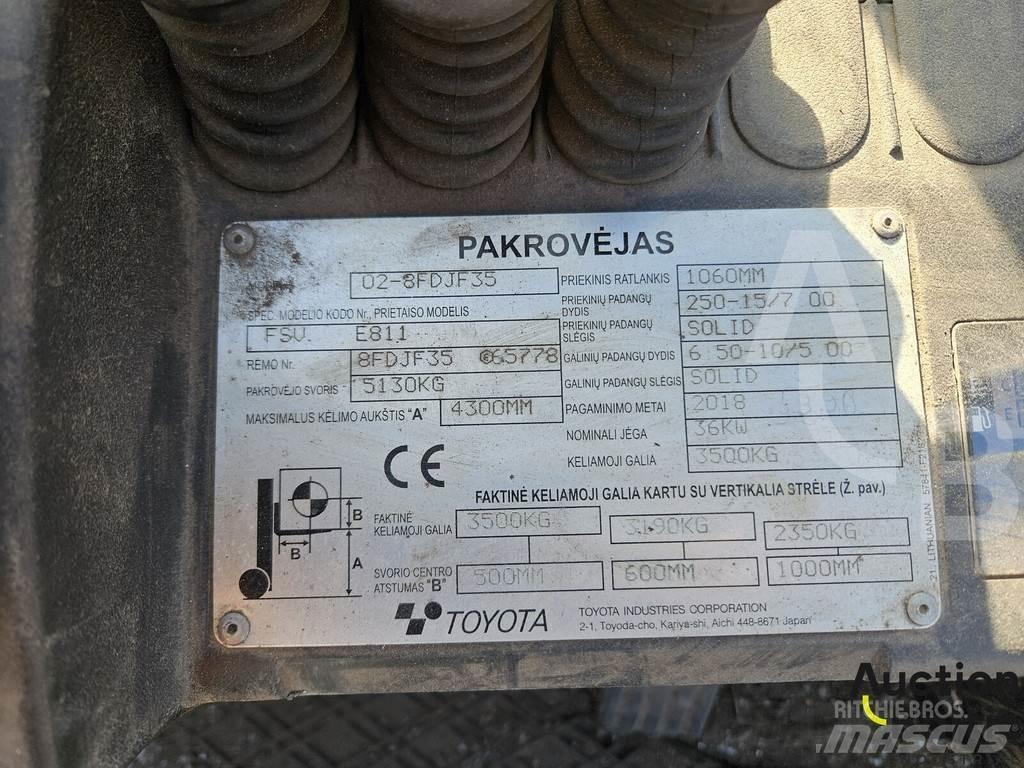 PAKROVĖJAS
02-8FDJF35
SPEC. MODELIO KODO Nr., PRIETAISO MODELIS
FSV. E811
RĖMO Nr. 8FDJF35 65778
PAKROVĖJO SVORIS 5130KG
MAKSIMALUS KĖLIMO AUKŠTIS "A" 4300MM
PRIEKINIS RATLANKIS 1060MM
PRIEKINIŲ PADANGŲ DYDIS 250-15/7 00
PRIEKINIŲ PADANGŲ SLĖGIS SOLID
GALINIŲ PADANGŲ DYDIS 6 50-10/5 00
GALINIŲ PADANGŲ SLĖGIS SOLID
PAGAMINIMO METAI 2018
NOMINALI JĖGA 36KW
KELIAMOJI GALIA 3500KG
CE
FAKTINĖ KELIAMOJI GALIA KARTU SU VERTIKALIA STRĖLE (Ž. pav.)
FAKTINĖ KELIAMOJI GALIA 3500KG 3190KG 2350KG
SVORIO CENTRO ATSTUMAS "B" 500MM 600MM 1000MM
B
B
A
TOYOTA
TOYOTA INDUSTRIES CORPORATION
2-1, Toyoda-cho, Kariya-shi, Aichi 448-8671 Japan
21. LITHUANIAN
Auction
RITCHIE BROS.
MASCUS